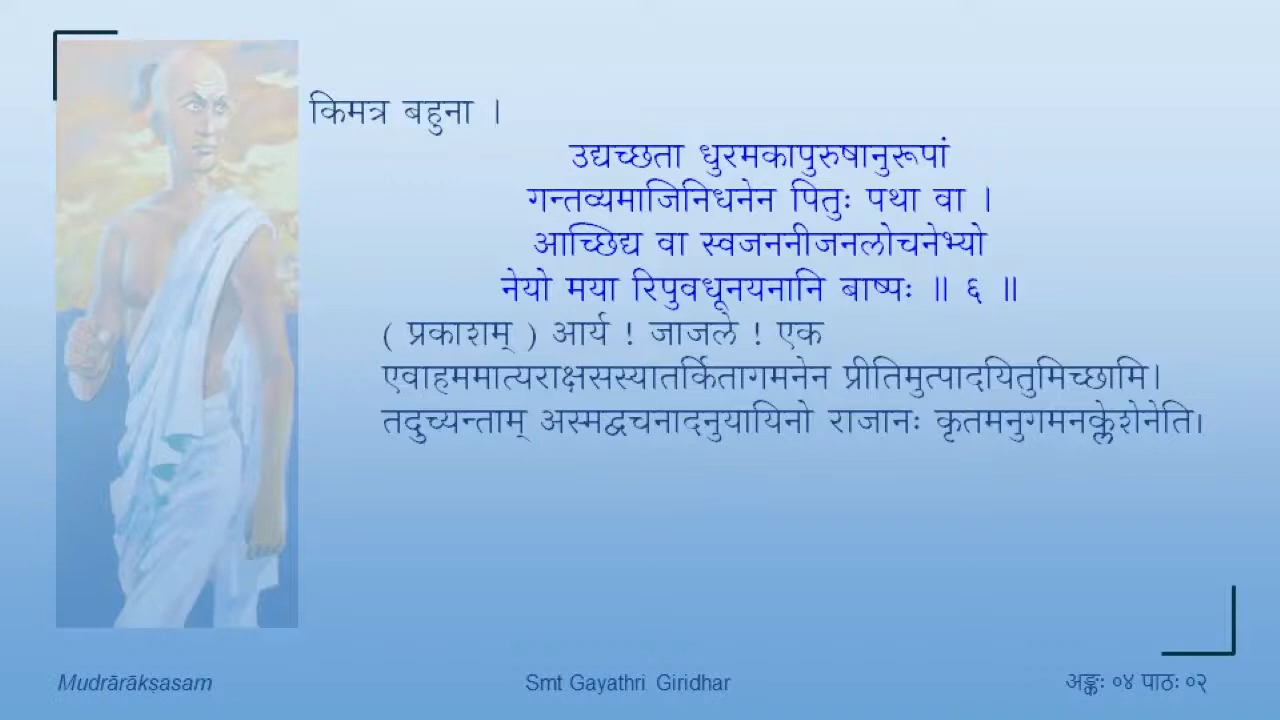 किमत्र बहुना ।
उद्यच्छता धुरमकापुरुषानुरूपां
गन्तव्यमाजिनिधनेन पितुः पथा वा ।
आच्छिद्य वा स्वजननीजनलोचनेभ्यो
नेयो मया रिपुवधूनयनानि बाष्पः ॥ ६ ॥
( प्रकाशम् ) आर्य ! जाजले ! एक
एवाहममात्यराक्षसस्यातर्कितागमनेन प्रीतिमुत्पादयितुमिच्छामि।
तदुच्यन्ताम् अस्मद्वचनादनुयायिनो राजानः कृतमनुगमनक्लेशेनेति।
Mudrārākṣasam
Smt Gayathri Giridhar
अङ्कः ०४ पाठः ०२